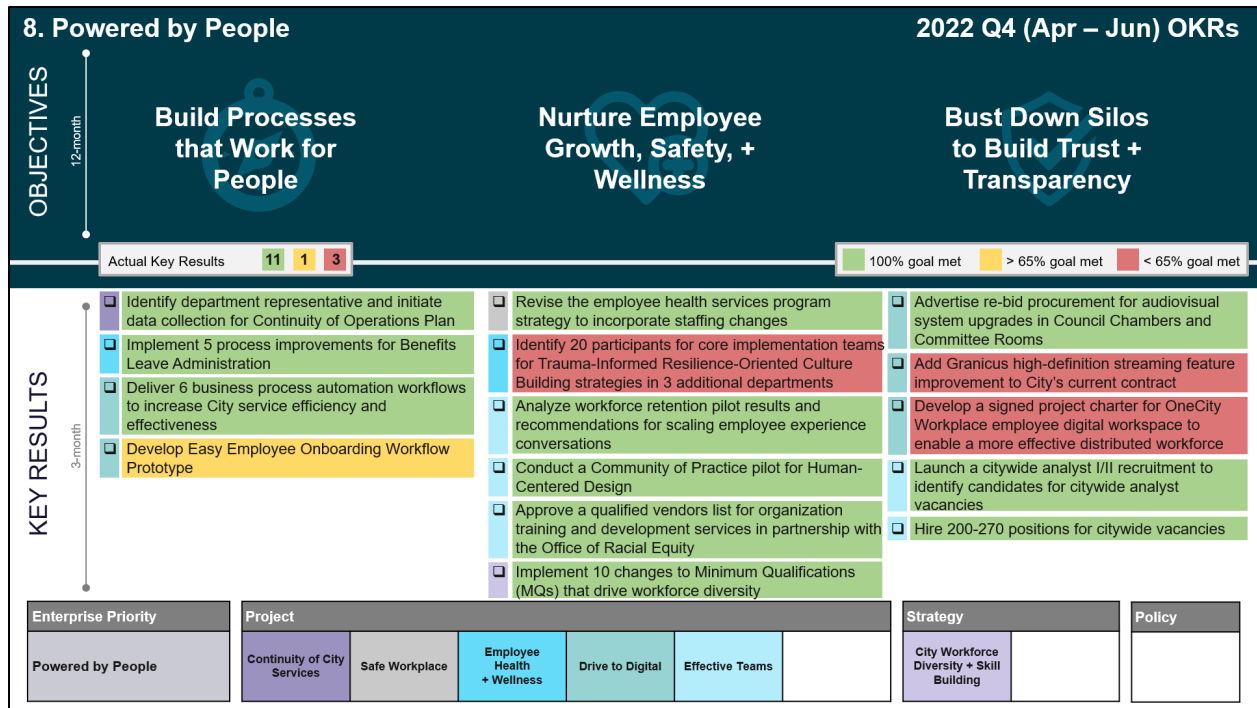 8. Powered by People
2022 Q4 (Apr – Jun) OKRs
OBJECTIVES
12-month
Build Processes
that Work for
People
Nurture Employee
Growth, Safety, +
Wellness
Bust Down Silos
to Build Trust +
Transparency
Actual Key Results 11 1 3
100% goal met > 65% goal met < 65% goal met
KEY RESULTS
3-month
Identify department representative and initiate
data collection for Continuity of Operations Plan
Implement 5 process improvements for Benefits
Leave Administration
Deliver 6 business process automation workflows
to increase City service efficiency and
effectiveness
Develop Easy Employee Onboarding Workflow
Prototype
Revise the employee health services program
strategy to incorporate staffing changes
Identify 20 participants for core implementation teams
for Trauma-Informed Resilience-Oriented Culture
Building strategies in 3 additional departments
Analyze workforce retention pilot results and
recommendations for scaling employee experience
conversations
Conduct a Community of Practice pilot for Human-
Centered Design
Approve a qualified vendors list for organization
training and development services in partnership with
the Office of Racial Equity
Implement 10 changes to Minimum Qualifications
(MQs) that drive workforce diversity
Advertise re-bid procurement for audiovisual
system upgrades in Council Chambers and
Committee Rooms
Add Granicus high-definition streaming feature
improvement to City's current contract
Develop a signed project charter for OneCity
Workplace employee digital workspace to
enable a more effective distributed workforce
Launch a citywide analyst I/II recruitment to
identify candidates for citywide analyst
vacancies
Hire 200-270 positions for citywide vacancies
Enterprise Priority
Powered by People
Project
Continuity of City
Services
Safe Workplace
Employee
Health
+ Wellness
Drive to Digital
Effective Teams
Strategy
City Workforce
Diversity + Skill
Building
Policy